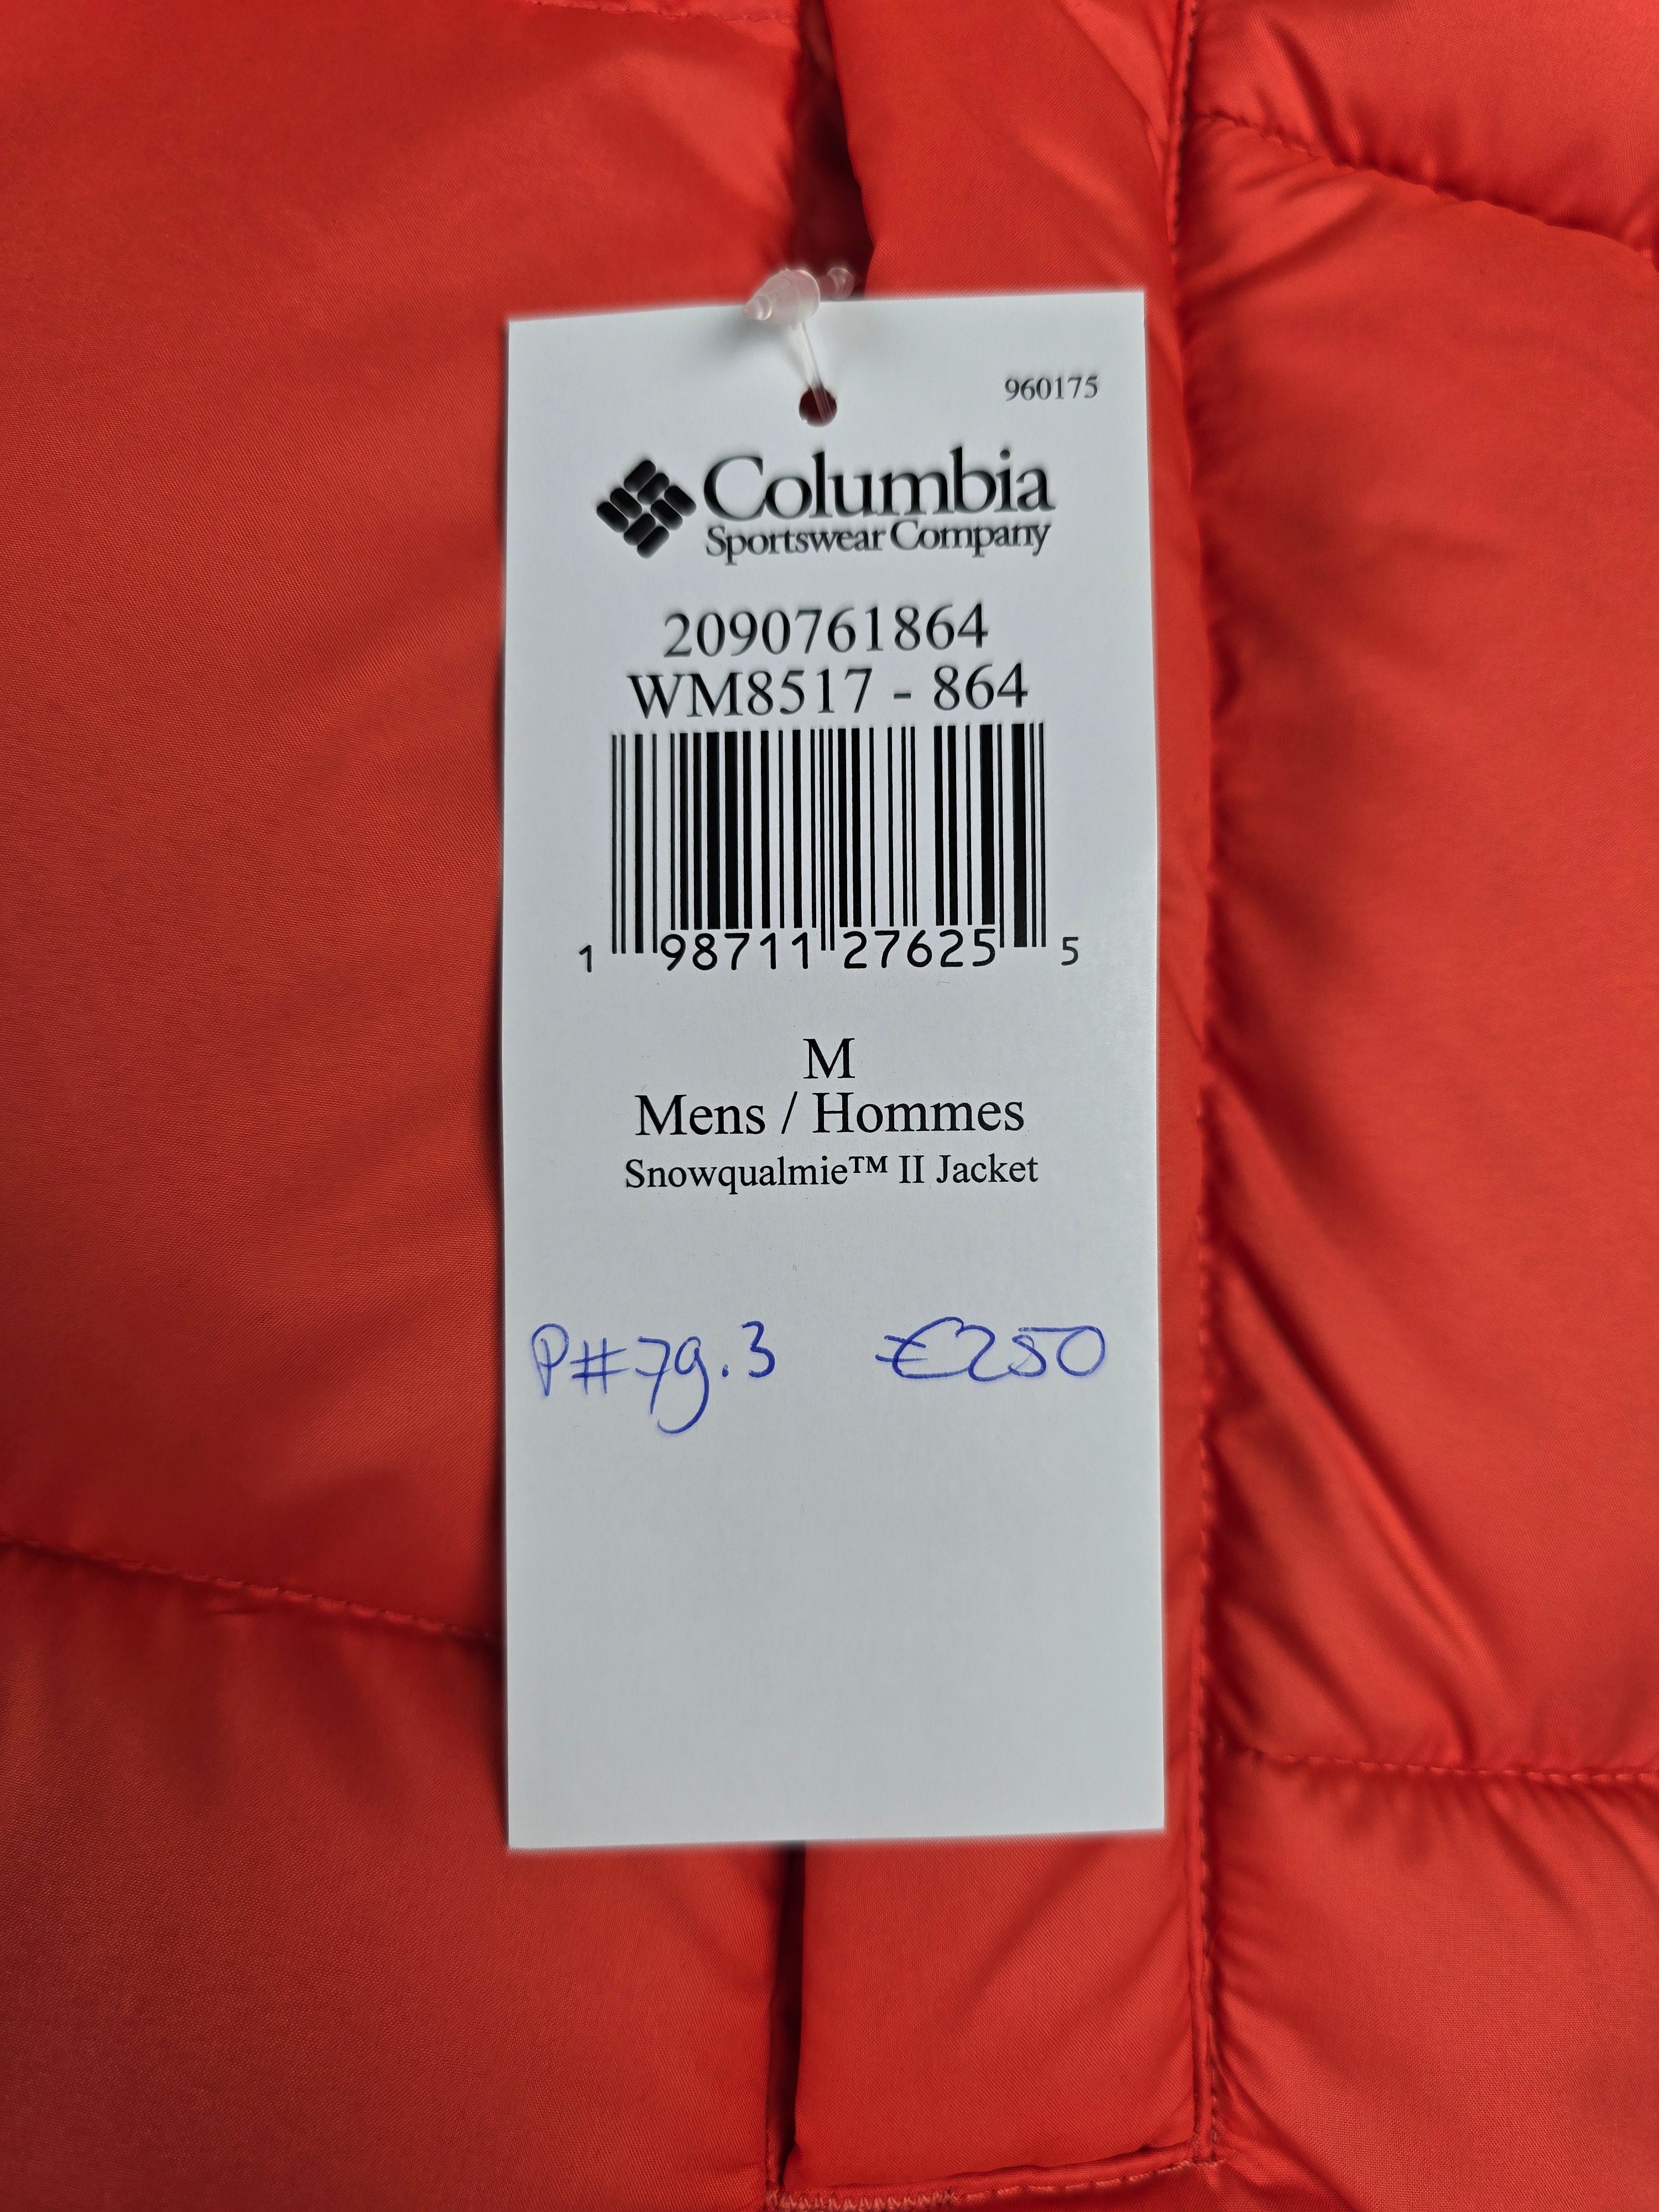 960175
Columbia
Sportswear Company
2090761864
WM8517 - 864
1 98711 27625 5
M
Mens / Hommes
Snowqualmie™ II Jacket
P#79.3 €250